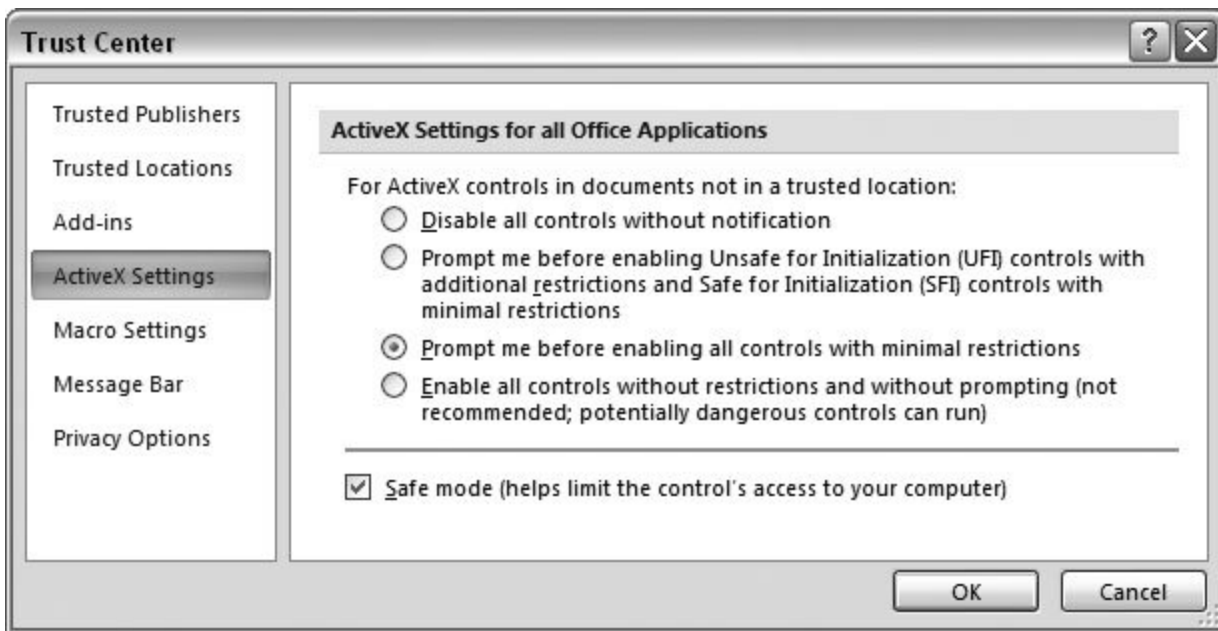 Trust Center
Trusted Publishers
Trusted Locations
Add-ins
ActiveX Settings
Macro Settings
Message Bar
Privacy Options
ActiveX Settings for all Office Applications
For ActiveX controls in documents not in a trusted location:
Disable all controls without notification
Prompt me before enabling Unsafe for Initialization (UFI) controls with
additional restrictions and Safe for Initialization (SFI) controls with
minimal restrictions
Prompt me before enabling all controls with minimal restrictions
Enable all controls without restrictions and without prompting (not
recommended; potentially dangerous controls can run)
Safe mode (helps limit the control's access to your computer)
OK
Cancel